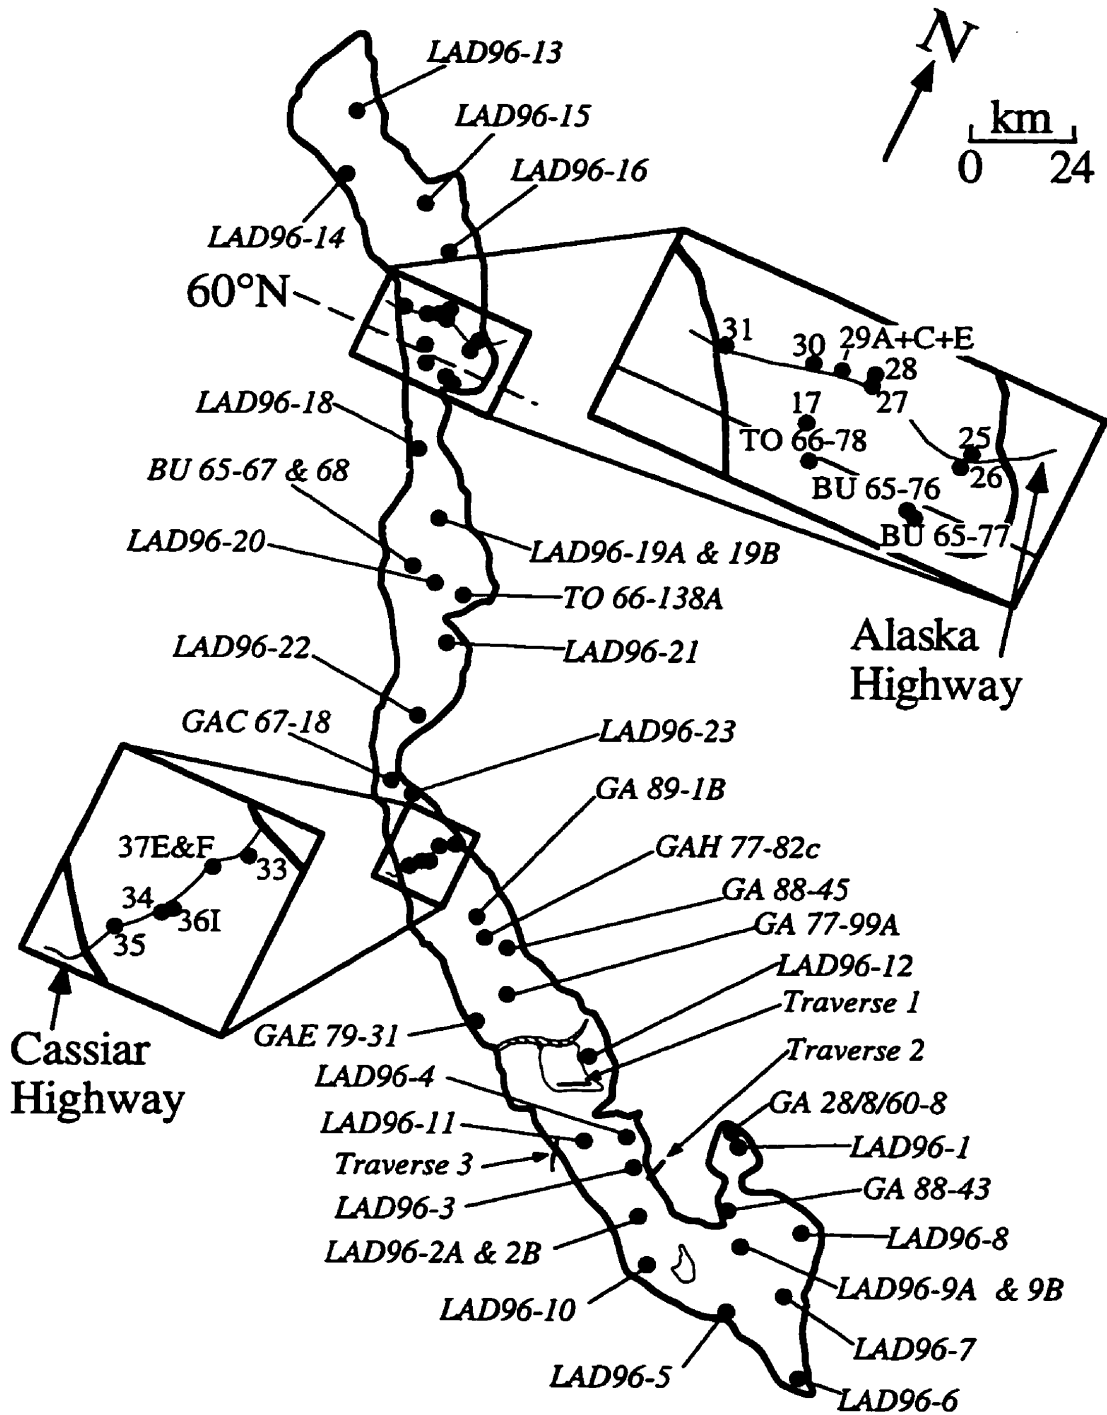 LAD96-13
N
LAD96-15
km
0 24
LAD96-16
LAD96-14
60°N
31
30
29A+C+E
28
27
17
TO 66-78
25
26
BU 65-76
BU 65-77
LAD96-18
BU 65-67 & 68
LAD96-20
LAD96-19A & 19B
TO 66-138A
Alaska
Highway
LAD96-22
LAD96-21
GAC 67-18
LAD96-23
GA 89-1B
37E&F
33
34
36I
35
GAH 77-82c
GA 88-45
GA 77-99A
LAD96-12
Traverse 1
Cassiar
Highway
GAE 79-31
Traverse 2
LAD96-4
GA 28/8/60-8
LAD96-11
LAD96-1
Traverse 3
GA 88-43
LAD96-3
LAD96-8
LAD96-2A & 2B
LAD96-9A & 9B
LAD96-10
LAD96-7
LAD96-5
LAD96-6